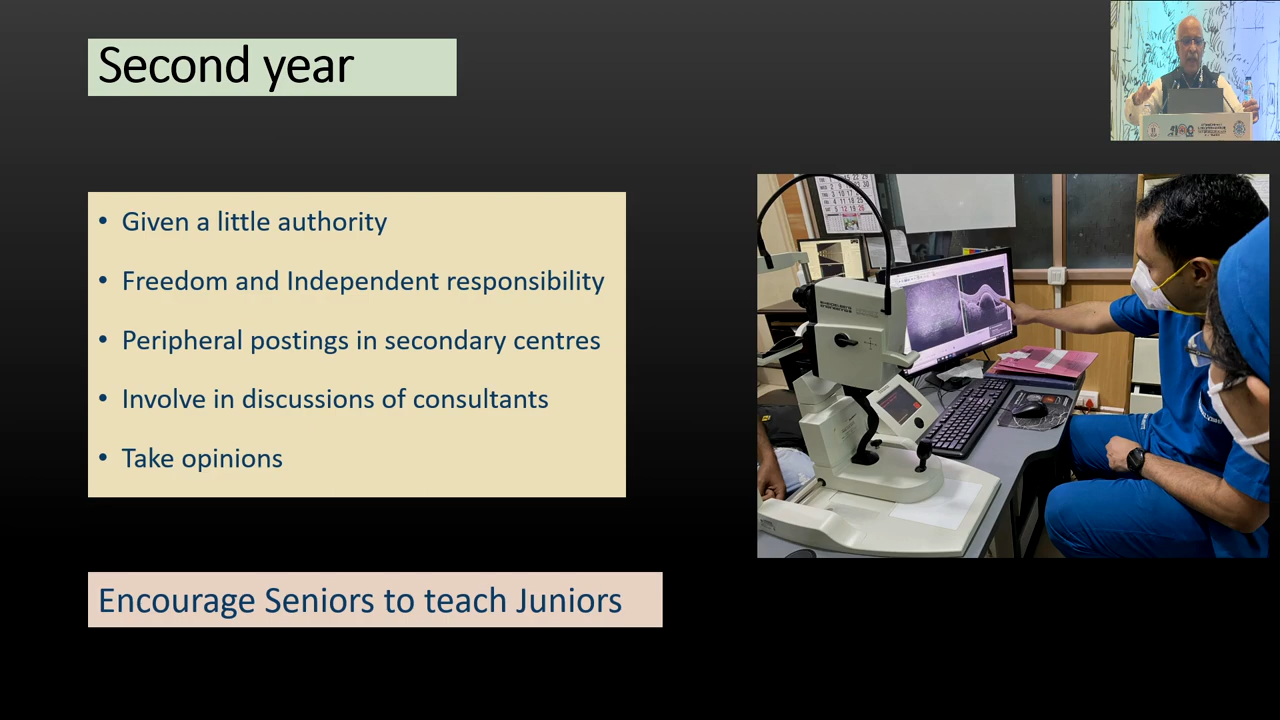 Second year
• Given a little authority
• Freedom and Independent responsibility
• Peripheral postings in secondary centres
• Involve in discussions of consultants
• Take opinions
Encourage Seniors to teach Juniors